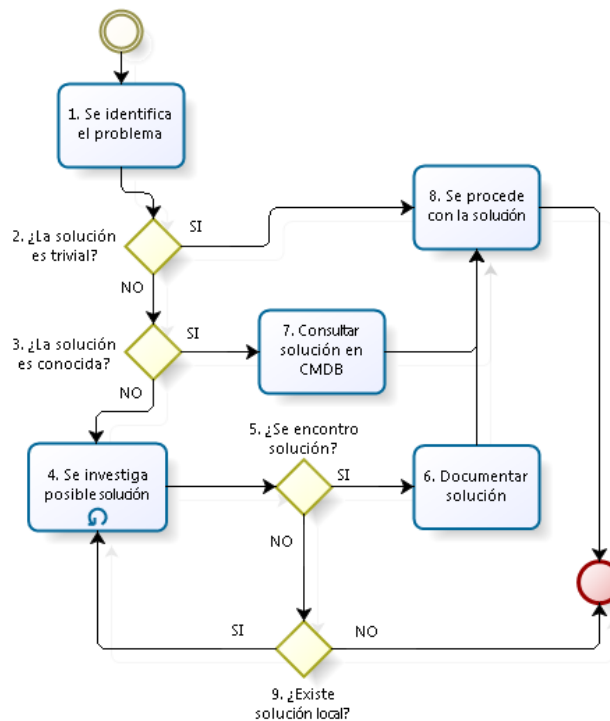 1. Se identifica
el problema
8. Se procede
con la solución
SI
2. ¿La solución
es trivial?
NO
7. Consultar
solución en
CMDB
SI
3. ¿La solución
es conocida?
NO
5. ¿Se encontro
solución?
4. Se investiga
posible solución
SI
6. Documentar
solución
NO
SI
NO
9. ¿Existe
solución local?